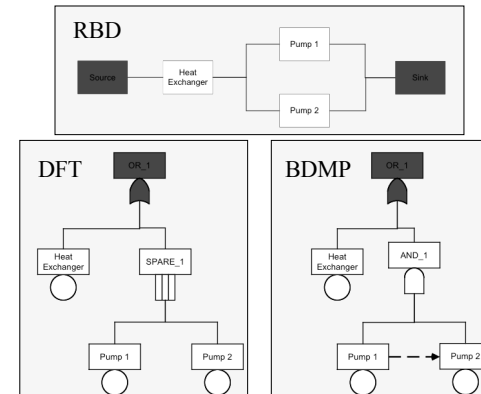 RBD
Pump 1
Source
Heat
Exchanger
Sink
Pump 2
DFT
OR_1
Heat
Exchanger
SPARE_1
Pump 1
Pump 2
BDMP
OR_1
Heat
Exchanger
AND_1
Pump 1
Pump 2